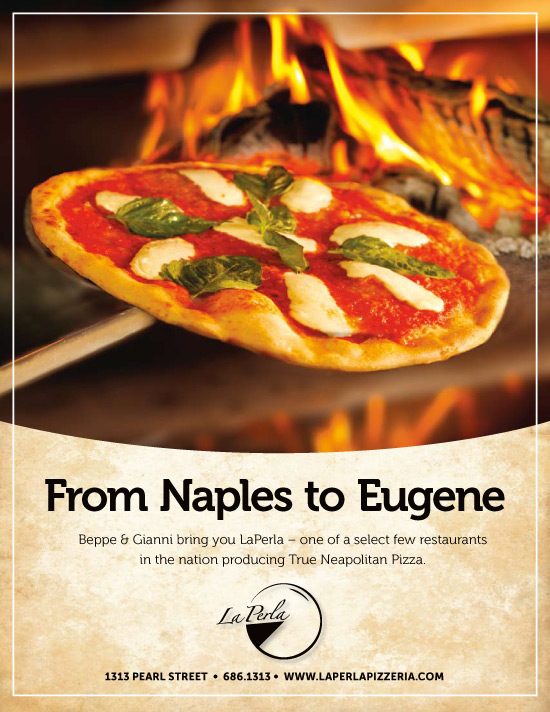 From Naples to Eugene
Beppe & Gianni bring you LaPerla – one of a select few restaurants
in the nation producing True Neapolitan Pizza.
La Perla
1313 PEARL STREET • 686.1313 • WWW.LAPERLAPIZZERIA.COM